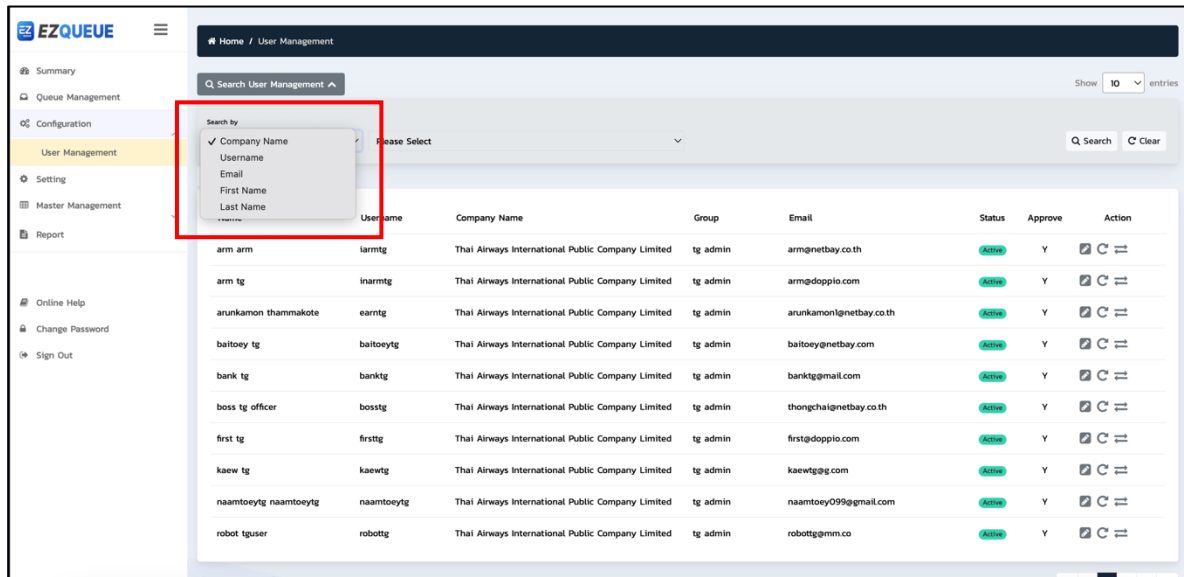 EZ EZQUEUE
Home / User Management
Summary
Queue Management
Configuration
User Management
Setting
Master Management
Report
Online Help
Change Password
Sign Out
Search User Management
Show 10 entries
Search by
✓ Company Name
Username
Email
First Name
Last Name
Please Select
Search Clear
Name Username Company Name Group Email Status Approve Action
arm arm iarmtg Thai Airways International Public Company Limited tg admin arm@netbay.co.th Active Y
arm tg inarmtg Thai Airways International Public Company Limited tg admin arm@doppio.com Active Y
arunkamon thammakote earntg Thai Airways International Public Company Limited tg admin arunkamon1@netbay.co.th Active Y
baitoey tg baitoeytg Thai Airways International Public Company Limited tg admin baitoey@netbay.com Active Y
bank tg banktg Thai Airways International Public Company Limited tg admin banktg@mail.com Active Y
boss tg officer bosstg Thai Airways International Public Company Limited tg admin thongchai@netbay.co.th Active Y
first tg firsttg Thai Airways International Public Company Limited tg admin first@doppio.com Active Y
kaew tg kaewtg Thai Airways International Public Company Limited tg admin kaewtg@g.com Active Y
naamtoeytg naamtoeytg naamtoeytg Thai Airways International Public Company Limited tg admin naamtoey099@gmail.com Active Y
robot tguser robottg Thai Airways International Public Company Limited tg admin robottg@mm.co Active Y